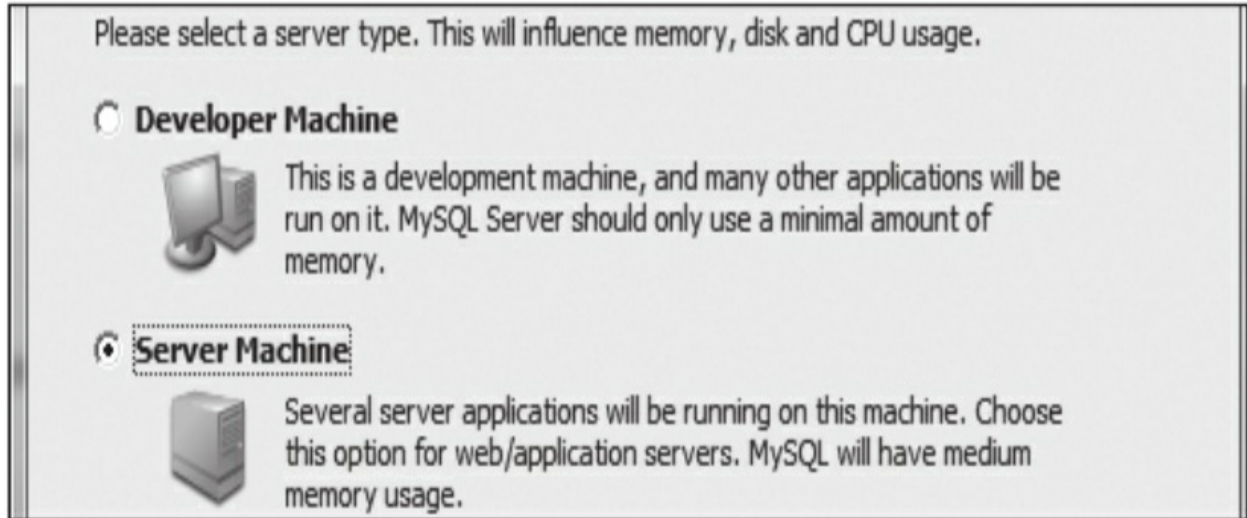 Please select a server type. This will influence memory, disk and CPU usage.
Developer Machine
This is a development machine, and many other applications will be
run on it. MySQL Server should only use a minimal amount of
memory.
Server Machine
Several server applications will be running on this machine. Choose
this option for web/application servers. MySQL will have medium
memory usage.